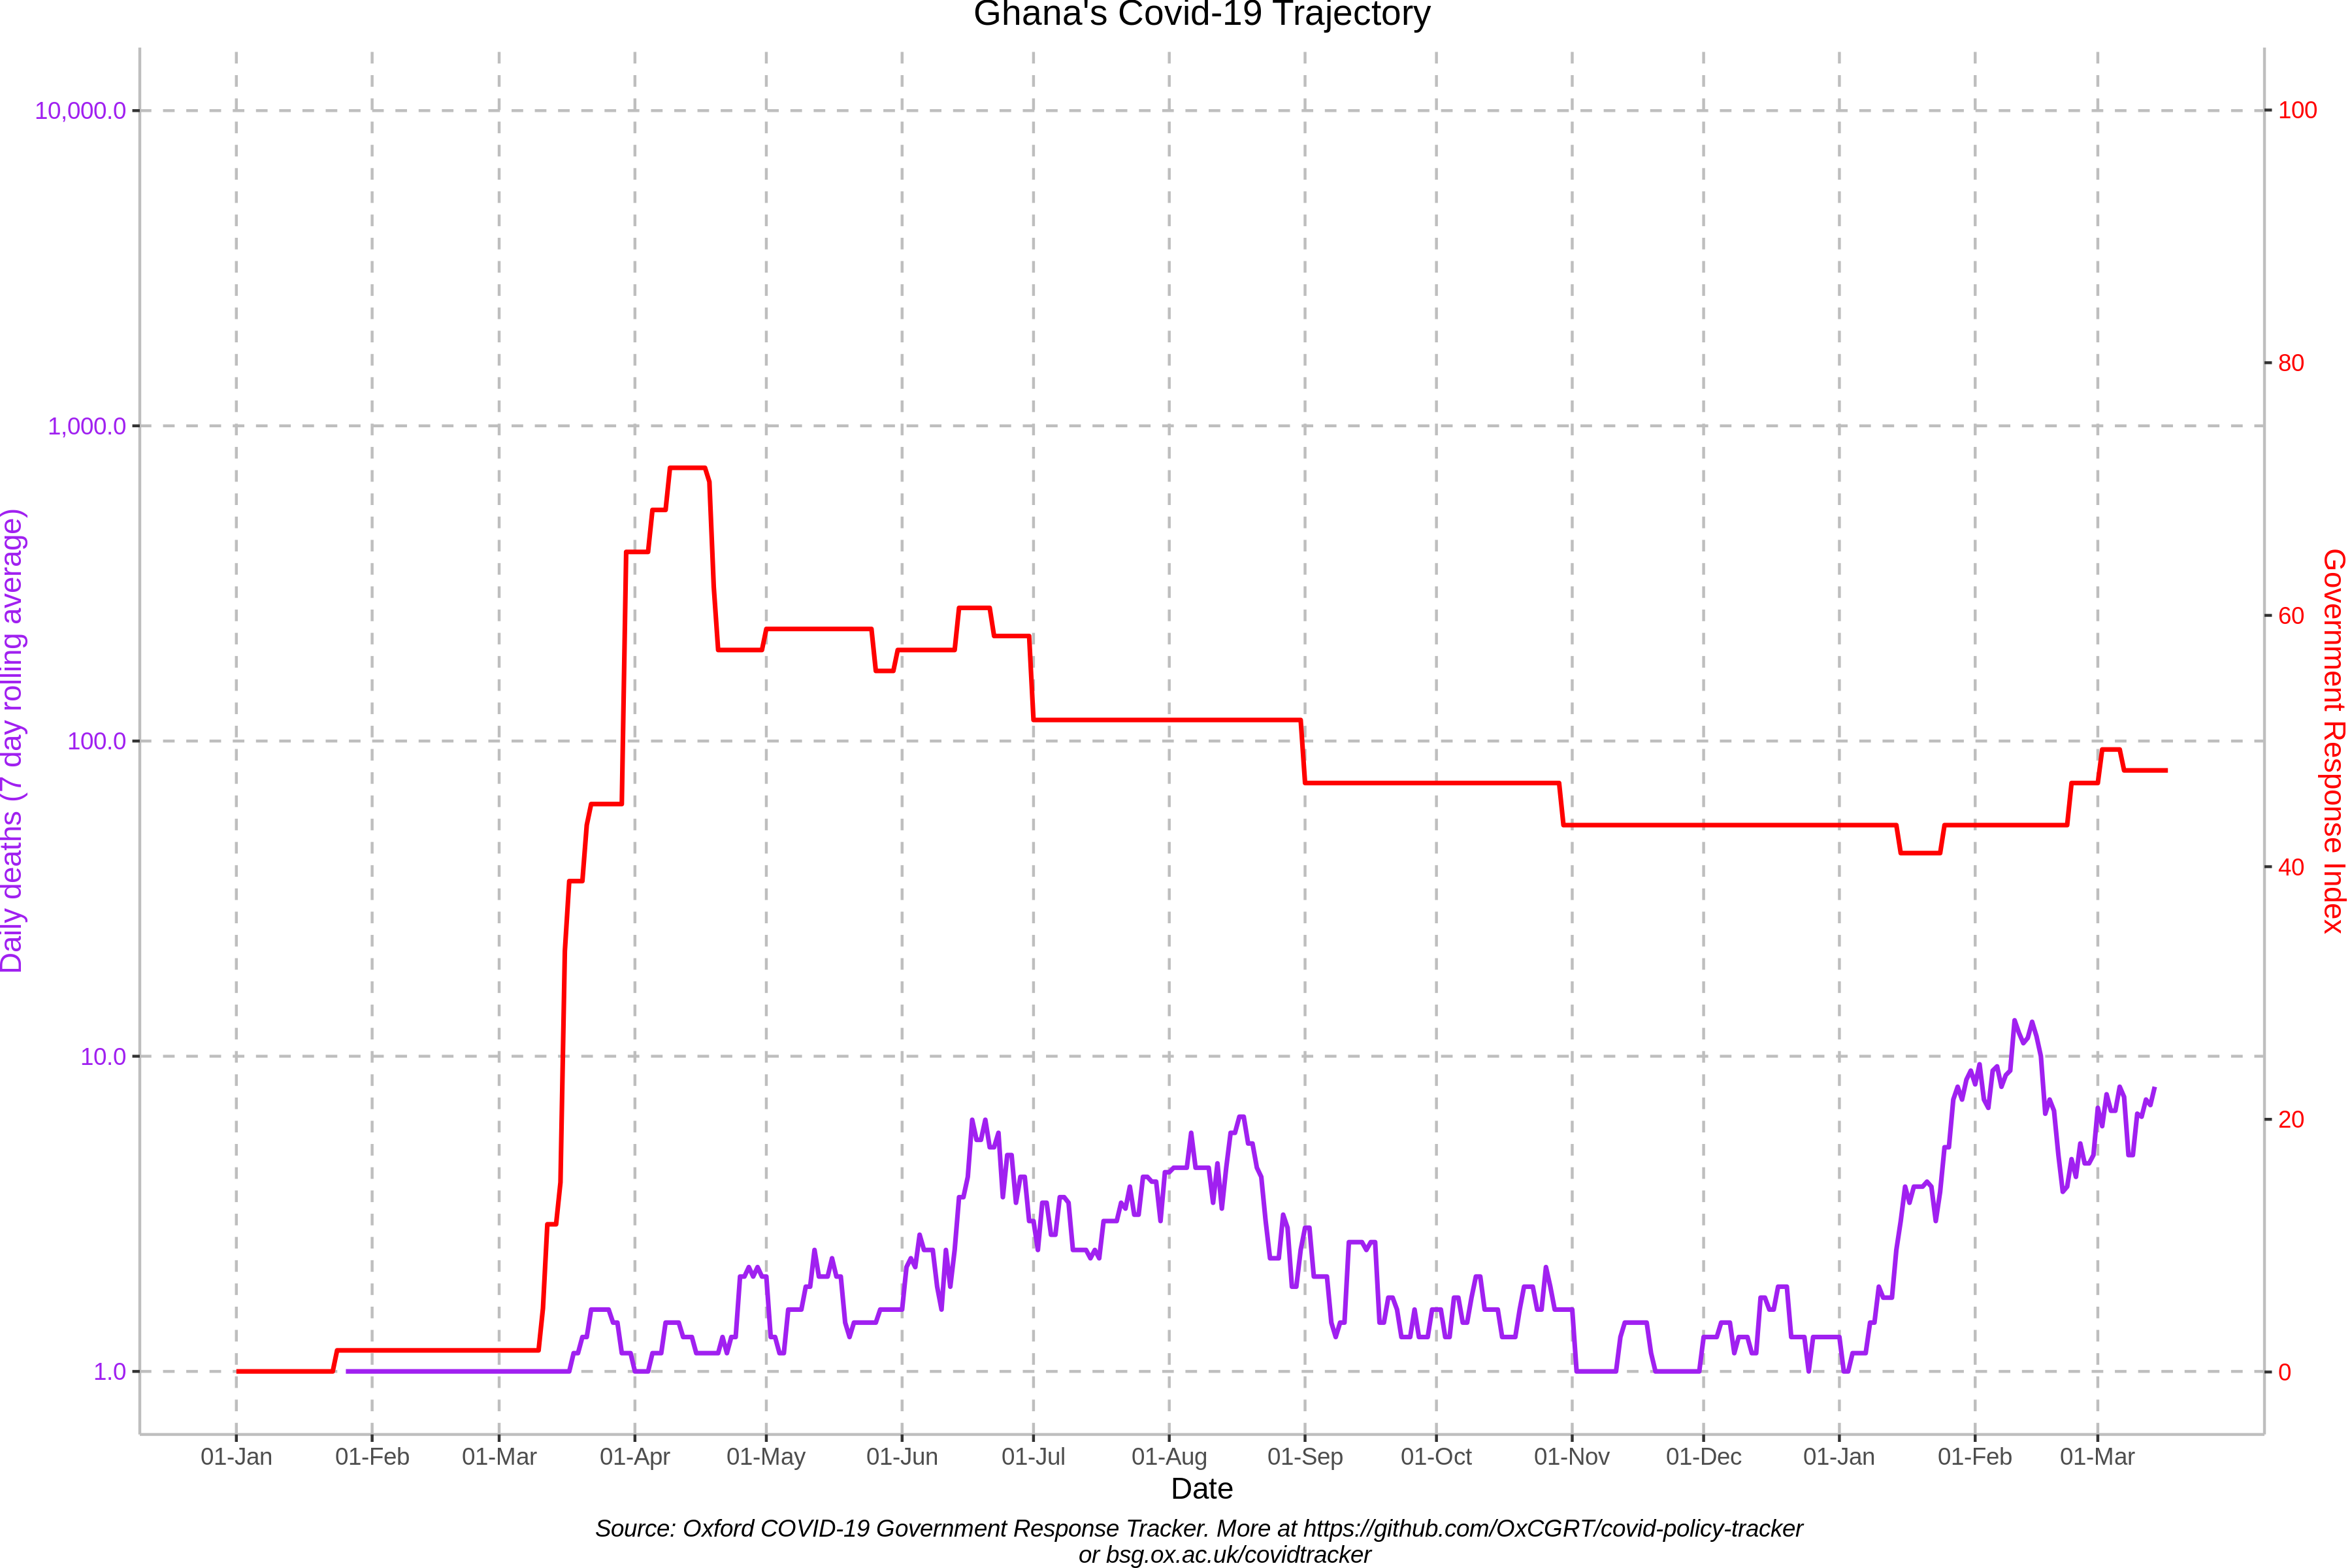 Ghana's Covid-19 Trajectory
10,000.0
1,000.0
100.0
10.0
1.0
Daily deaths (7 day rolling average)
100
80
60
40
20
0
Government Response Index
01-Jan 01-Feb 01-Mar 01-Apr 01-May 01-Jun 01-Jul 01-Aug 01-Sep 01-Oct 01-Nov 01-Dec 01-Jan 01-Feb 01-Mar
Date
Source: Oxford COVID-19 Government Response Tracker. More at https://github.com/OxCGRT/covid-policy-tracker
or bsg.ox.ac.uk/covidtracker